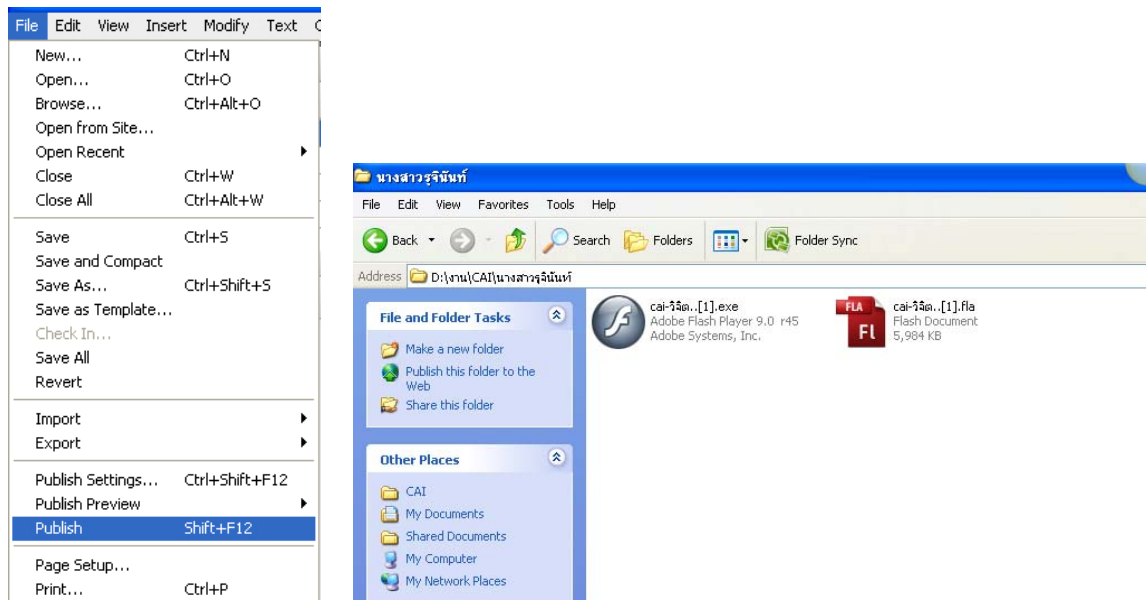 File Edit View Insert Modify Text
New... Ctrl+N
Open... Ctrl+O
Browse... Ctrl+Alt+O
Open from Site...
Open Recent
Close Ctrl+W
Close All Ctrl+Alt+W
Save Ctrl+S
Save and Compact
Save As... Ctrl+Shift+S
Save as Template...
Check In...
Save All
Revert
Import
Export
Publish Settings... Ctrl+Shift+F12
Publish Preview
Publish Shift+F12
Page Setup...
Print... Ctrl+P
นางสาวรุจินันท์
File Edit View Favorites Tools Help
Back Search Folders Folder Sync
Address D:\งาน\CAI\นางสาวรุจินันท์
File and Folder Tasks
Make a new folder
Publish this folder to the
Web
Share this folder
Other Places
CAI
My Documents
Shared Documents
My Computer
My Network Places
cai-วิจิต..[1].exe
Adobe Flash Player 9.0 r45
Adobe Systems, Inc.
FLA
Fl
cai-วิจิต..[1].fla
Flash Document
5,984 KB